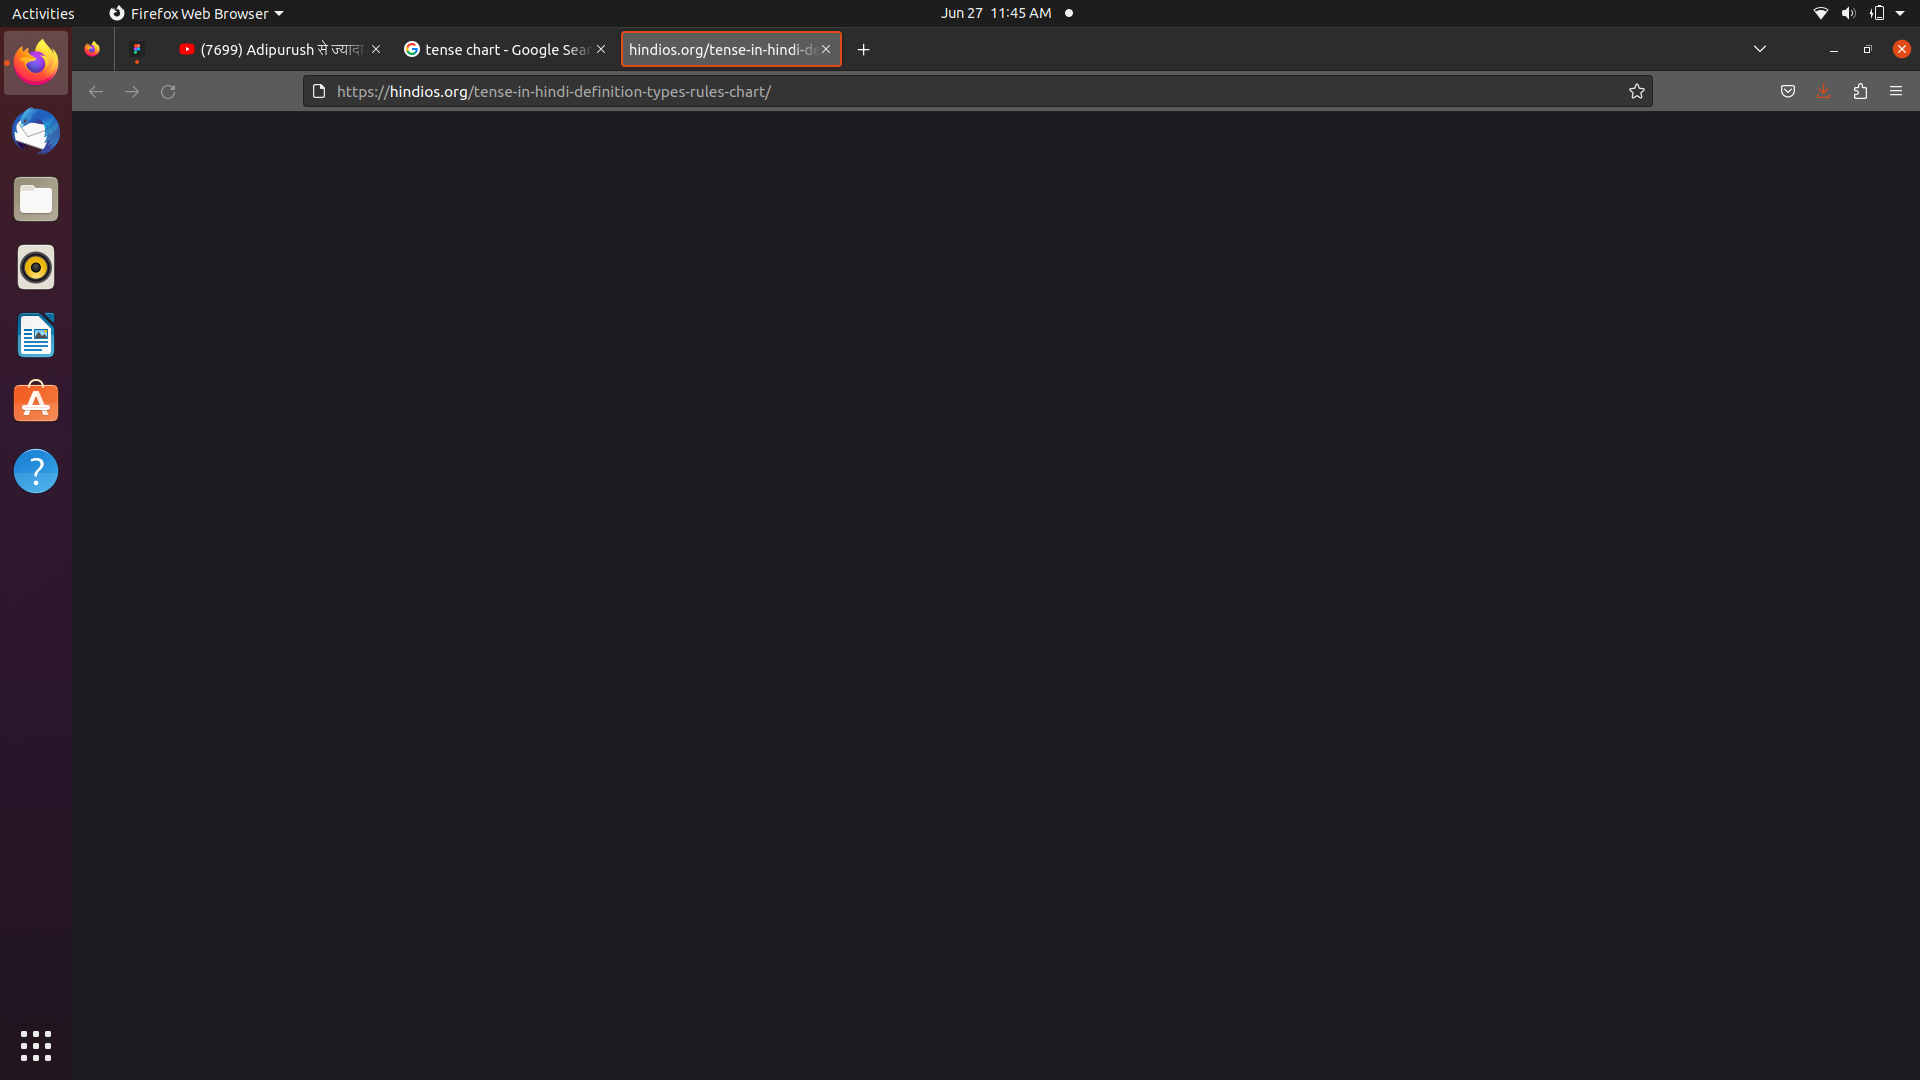 Activities
Firefox Web Browser
Jun 27 11:45 AM
(7699) Adipurush से ज्यादा
tense chart - Google Sear
hindios.org/tense-in-hindi-de
https://hindios.org/tense-in-hindi-definition-types-rules-chart/